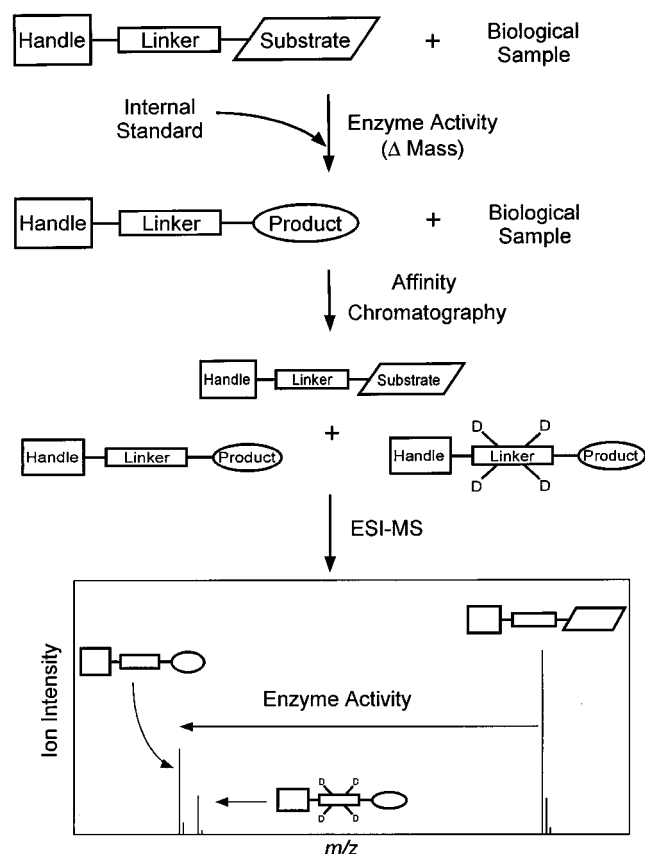 Handle Linker Substrate + Biological
Sample
Internal
Standard
Enzyme Activity
(Δ Mass)
Handle Linker Product + Biological
Sample
Affinity
Chromatography
Handle Linker Substrate
+
Handle Linker Product
D D
Handle Linker Product
D D
ESI-MS
Ion Intensity
Enzyme Activity
D D
D D
m/z